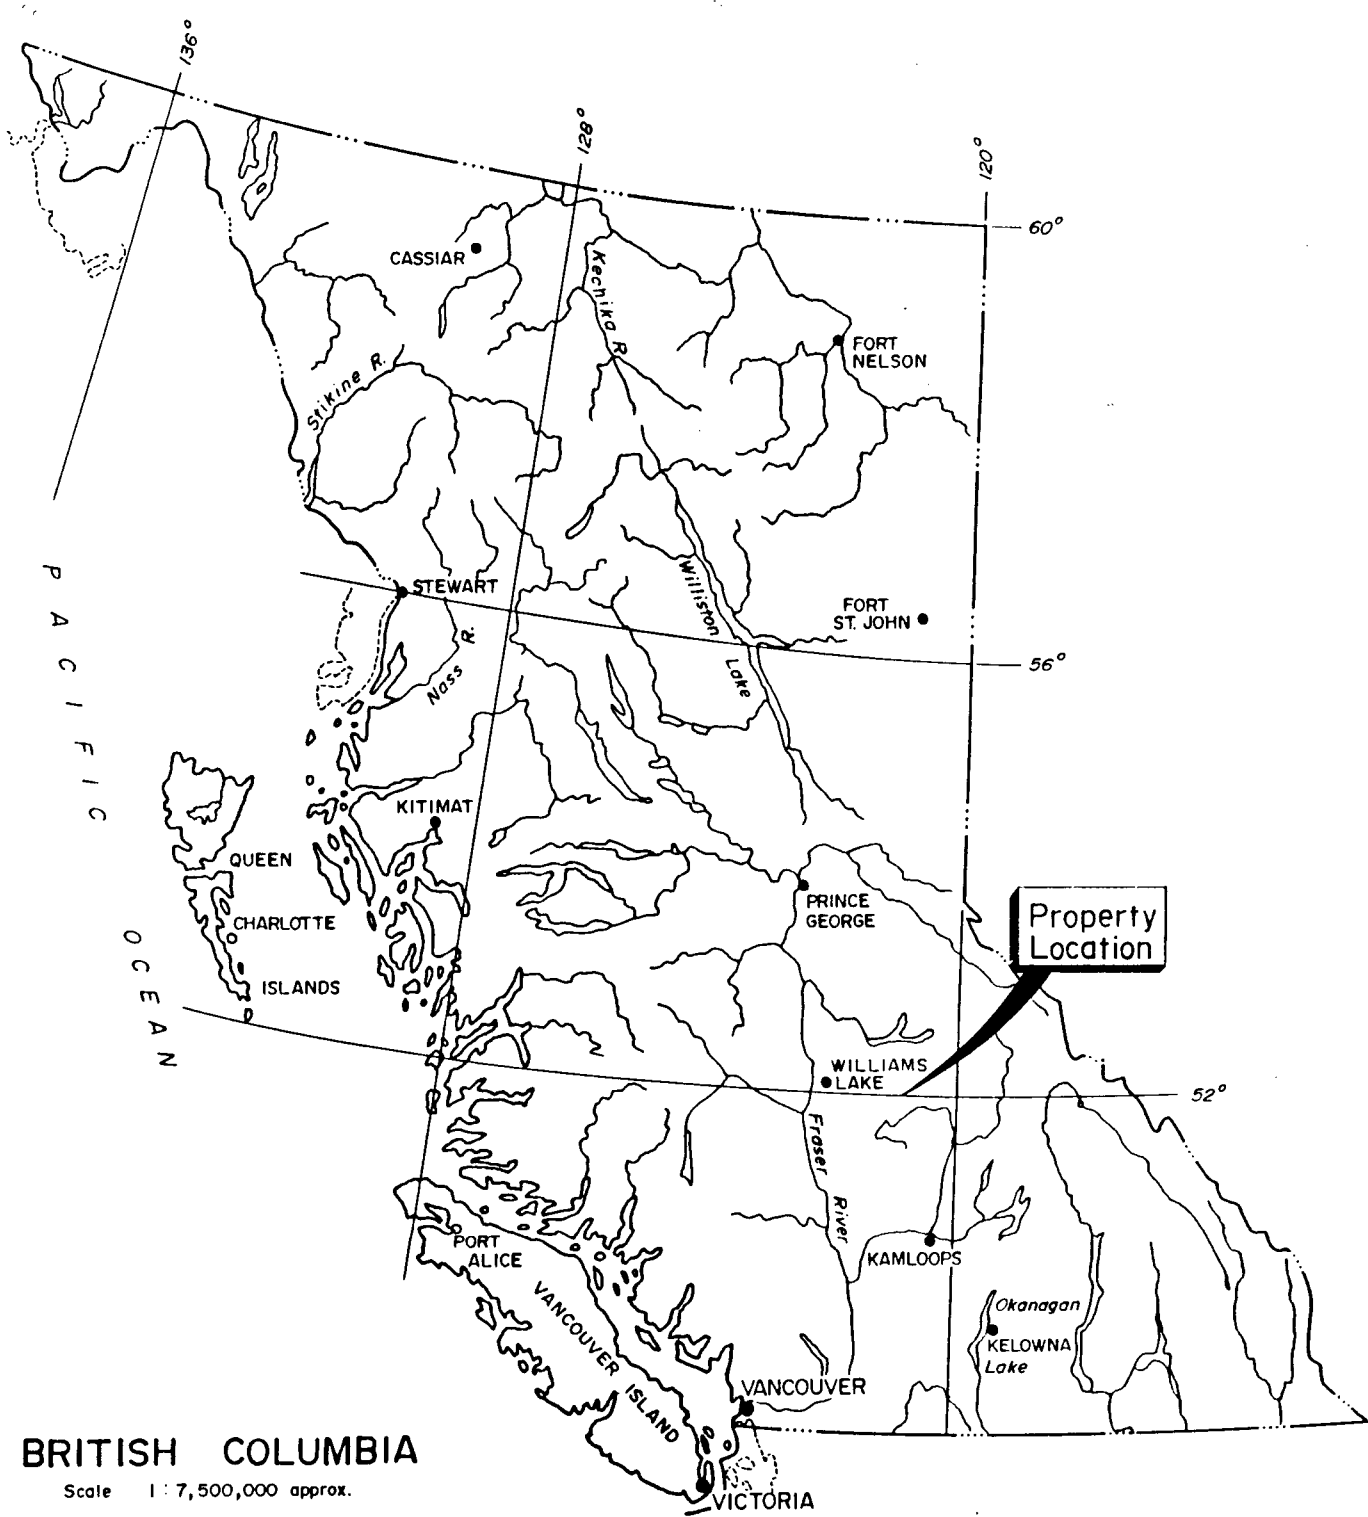 136°
128°
120°
60°
CASSIAR
Kechika R.
FORT
NELSON
Stikine R.
STEWART
FORT
ST. JOHN
Williston
Lake
56°
Nass R.
PACIFIC
OCEAN
KITIMAT
QUEEN
CHARLOTTE
ISLANDS
PRINCE
GEORGE
Property
Location
WILLIAMS
LAKE
52°
Fraser
River
PORT
ALICE
KAMLOOPS
VANCOUVER ISLAND
Okanagan
KELOWNA
Lake
VANCOUVER
BRITISH COLUMBIA
Scale 1 : 7,500,000 approx.
VICTORIA